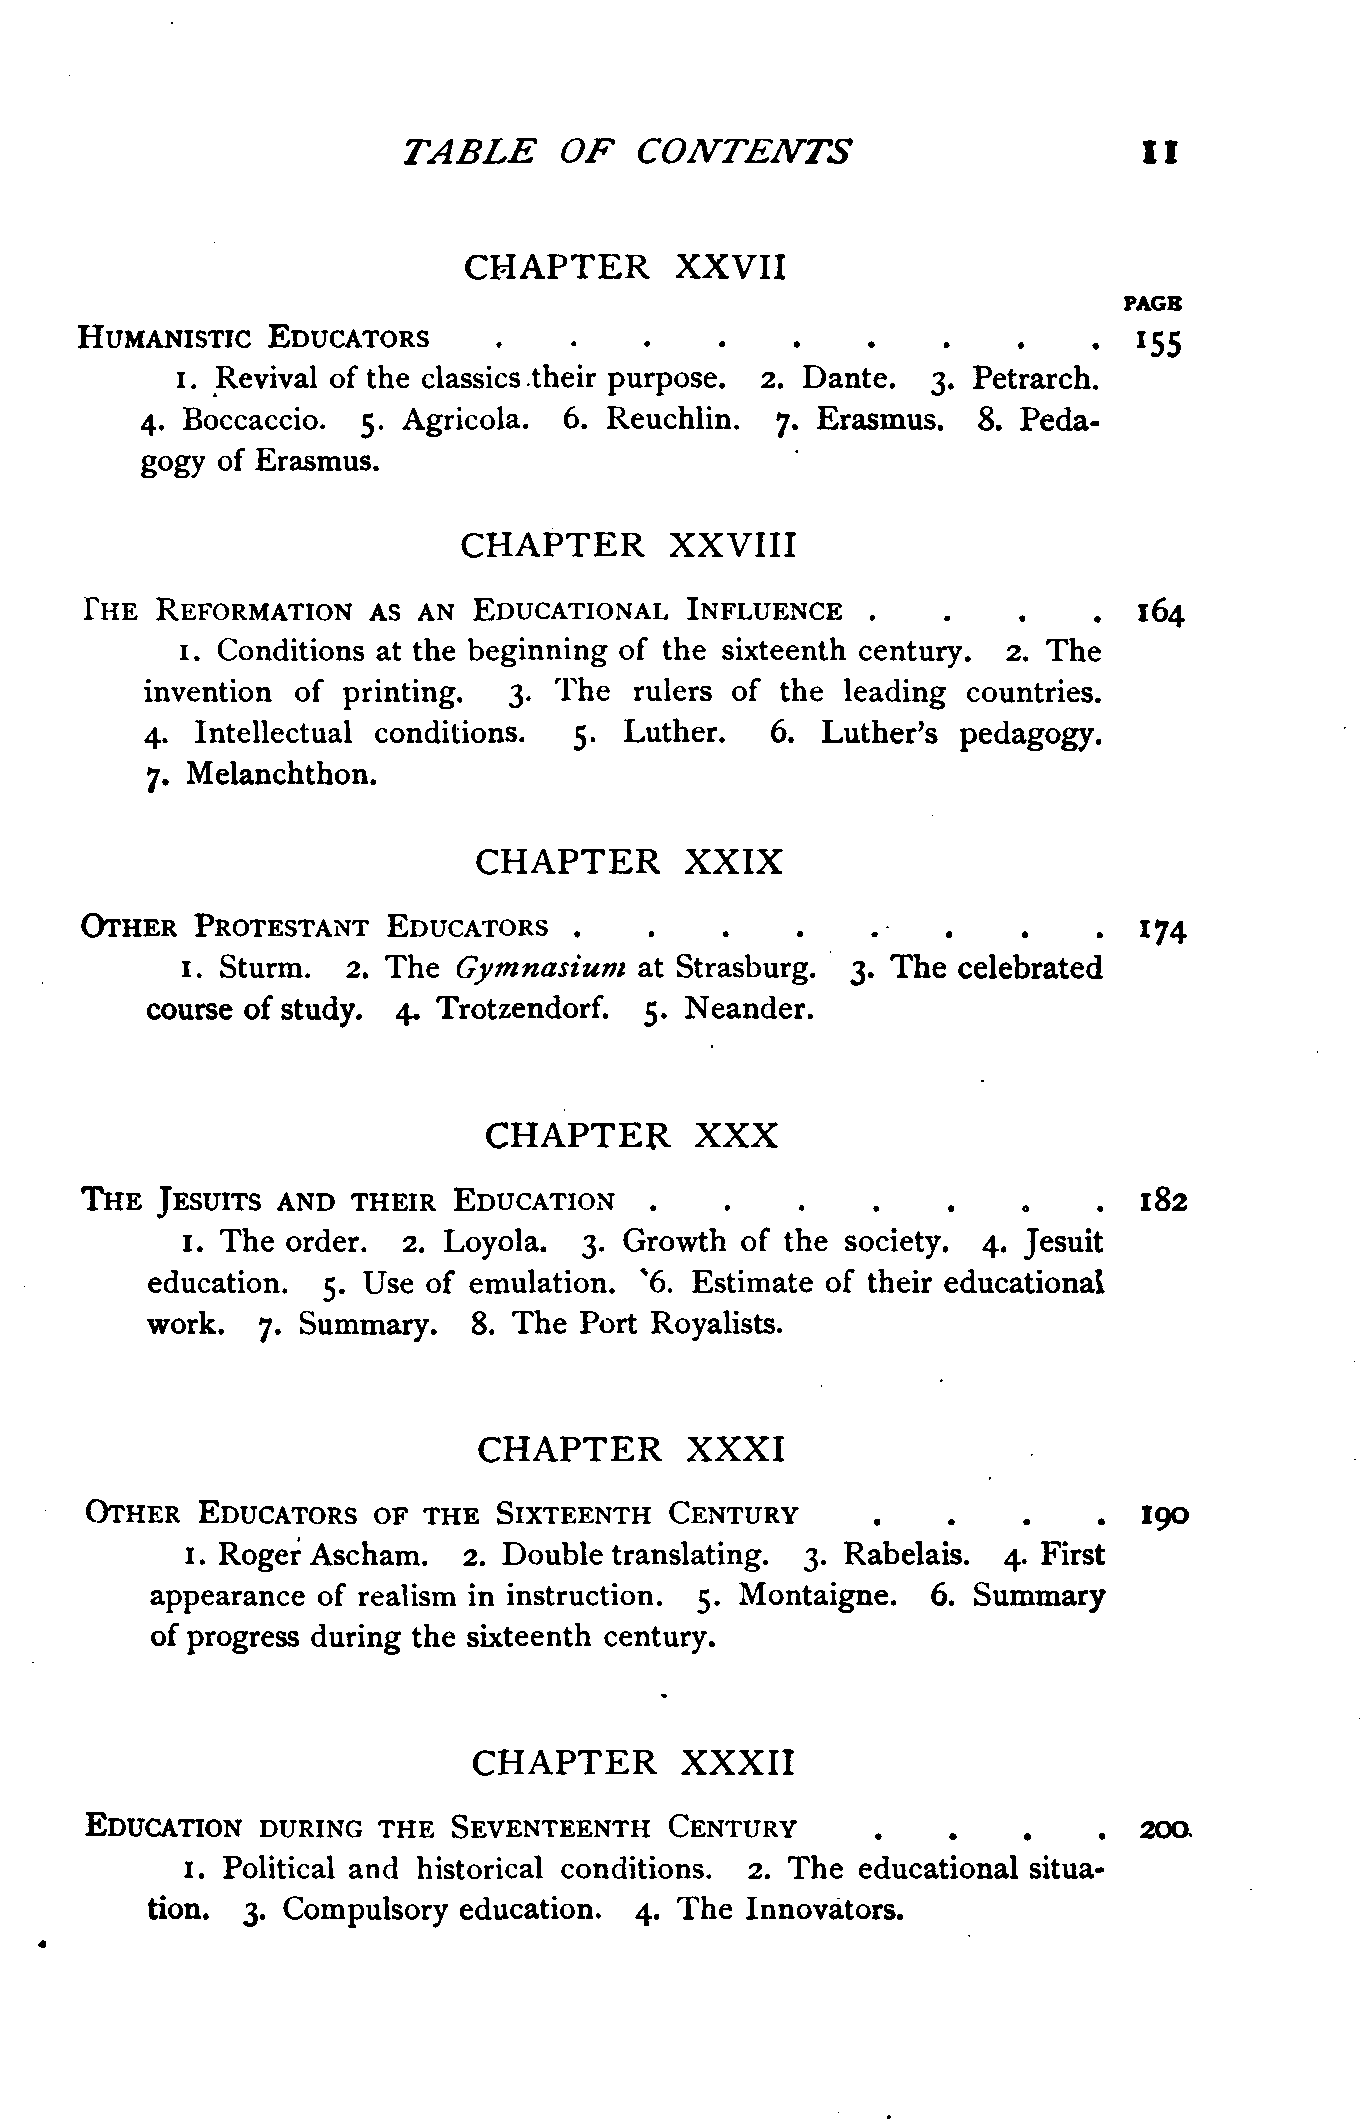 TABLE OF CONTENTS 11
CHAPTER XXVII
PAGE
HUMANISTIC EDUCATORS . . . . . . . . . 155
1. Revival of the classics their purpose. 2. Dante. 3. Petrarch.
4. Boccaccio. 5. Agricola. 6. Reuchlin. 7. Erasmus. 8. Peda-
gogy of Erasmus.
CHAPTER XXVIII
THE REFORMATION AS AN EDUCATIONAL INFLUENCE . . . . 164
1. Conditions at the beginning of the sixteenth century. 2. The
invention of printing. 3. The rulers of the leading countries.
4. Intellectual conditions. 5. Luther. 6. Luther's pedagogy.
7. Melanchthon.
CHAPTER XXIX
OTHER PROTESTANT EDUCATORS . . . . . . . . 174
1. Sturm. 2. The Gymnasium at Strasburg. 3. The celebrated
course of study. 4. Trotzendorf. 5. Neander.
CHAPTER XXX
THE JESUITS AND THEIR EDUCATION . . . . . . . 182
1. The order. 2. Loyola. 3. Growth of the society. 4. Jesuit
education. 5. Use of emulation. 6. Estimate of their educational
work. 7. Summary. 8. The Port Royalists.
CHAPTER XXXI
OTHER EDUCATORS OF THE SIXTEENTH CENTURY . . . . 190
1. Roger Ascham. 2. Double translating. 3. Rabelais. 4. First
appearance of realism in instruction. 5. Montaigne. 6. Summary
of progress during the sixteenth century.
CHAPTER XXXII
EDUCATION DURING THE SEVENTEENTH CENTURY . . . . 200
1. Political and historical conditions. 2. The educational situa-
tion. 3. Compulsory education. 4. The Innovators.